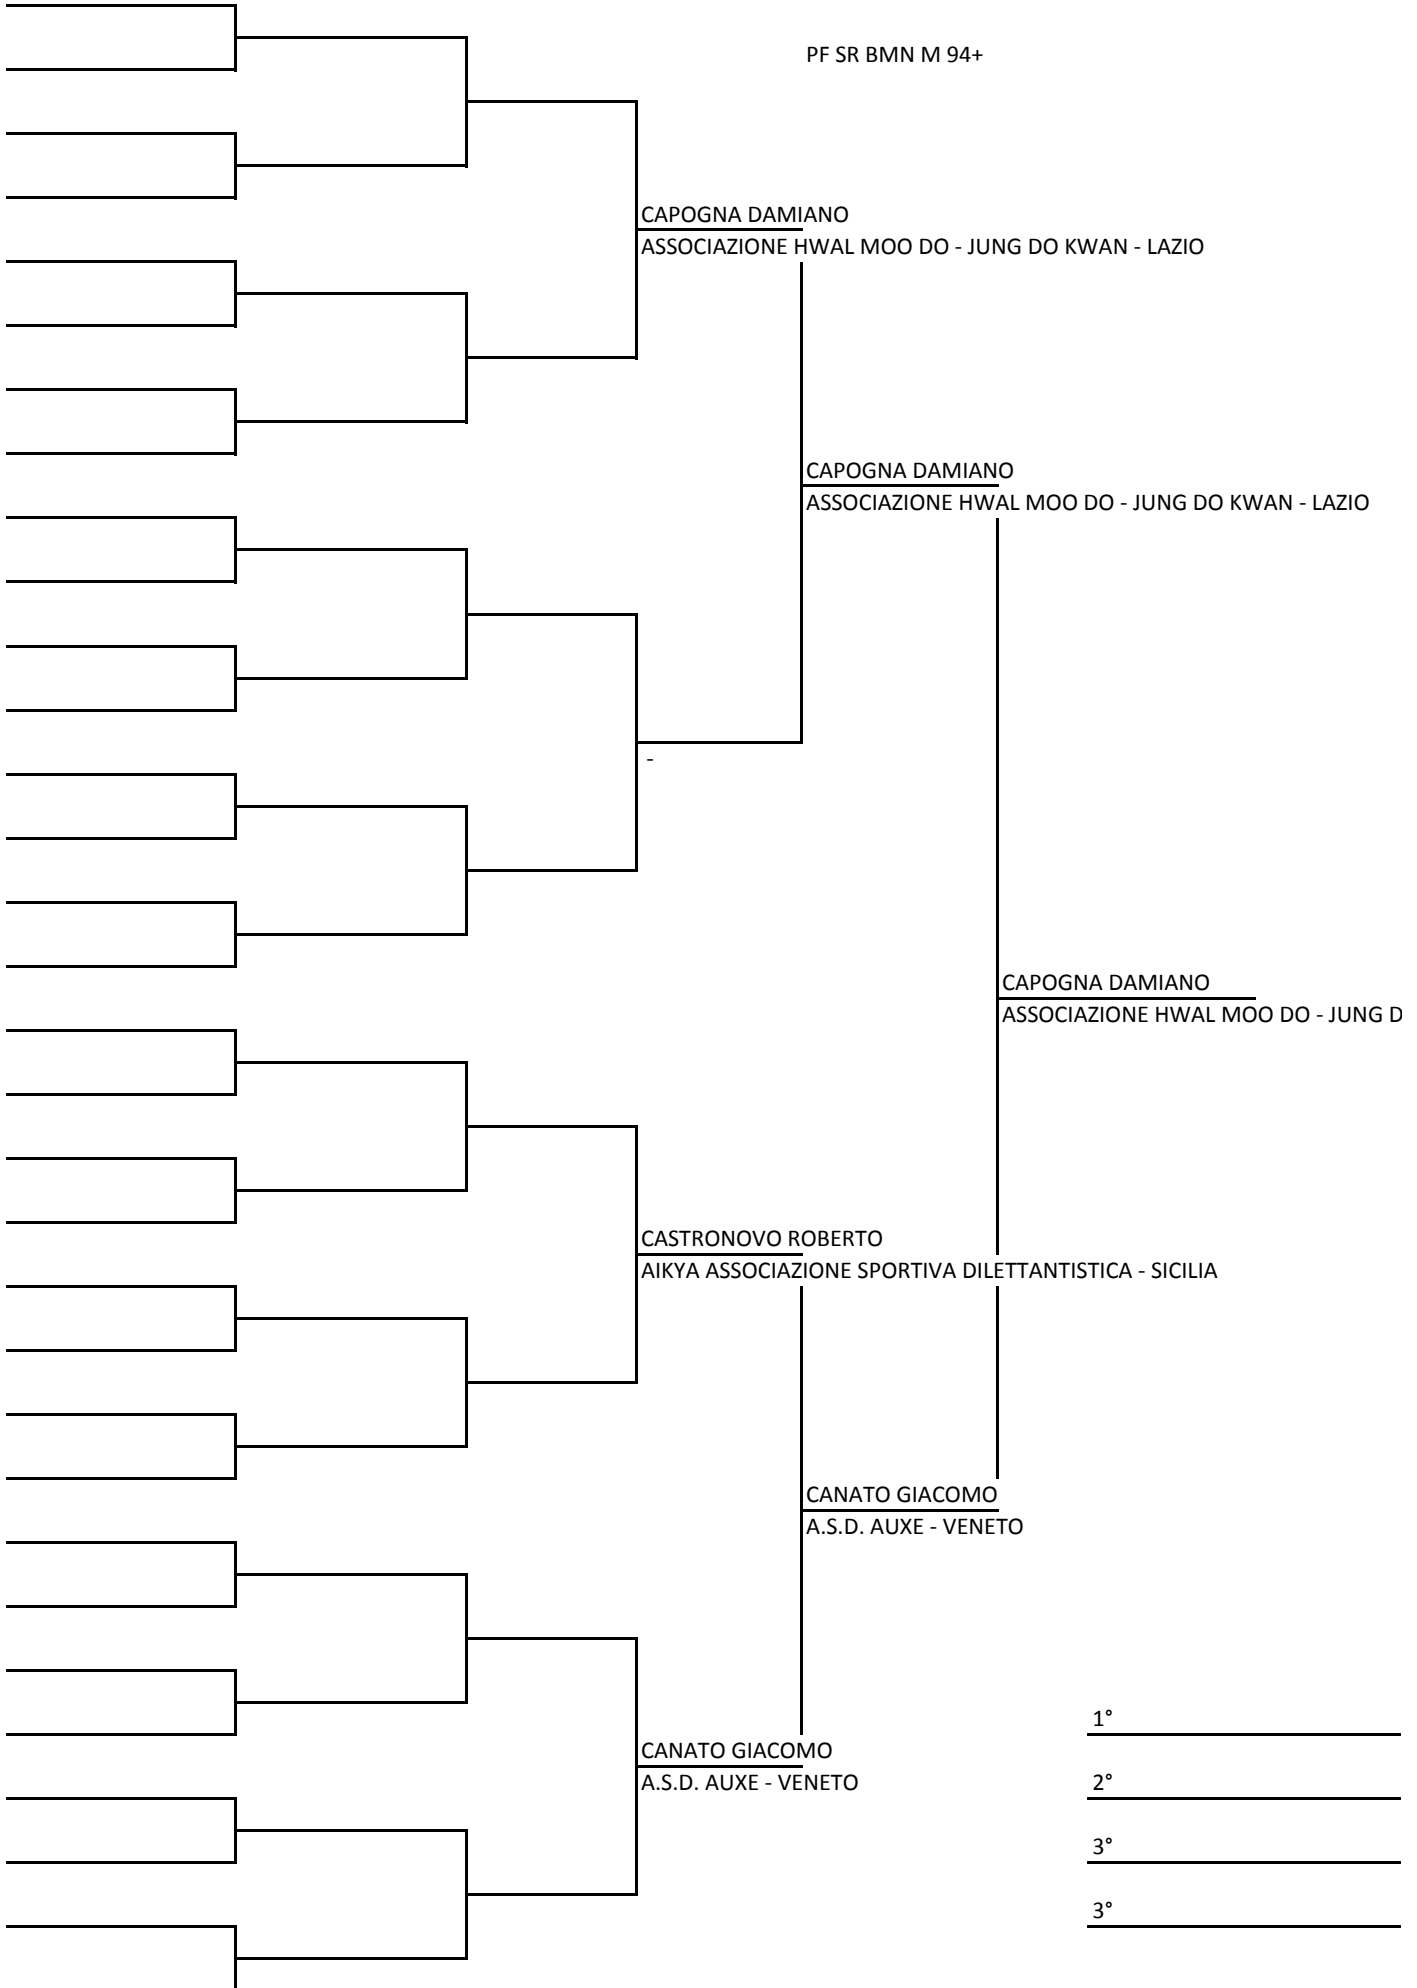 PF SR BMN M 94+
CAPOGNA DAMIANO
ASSOCIAZIONE HWAL MOO DO - JUNG DO KWAN - LAZIO
CAPOGNA DAMIANO
ASSOCIAZIONE HWAL MOO DO - JUNG DO KWAN - LAZIO
-
CAPOGNA DAMIANO
ASSOCIAZIONE HWAL MOO DO - JUNG D
CASTRONOVO ROBERTO
AIKYA ASSOCIAZIONE SPORTIVA DILETTANTISTICA - SICILIA
CANATO GIACOMO
A.S.D. AUXE - VENETO
1°
CANATO GIACOMO
A.S.D. AUXE - VENETO
2°
3°
3°